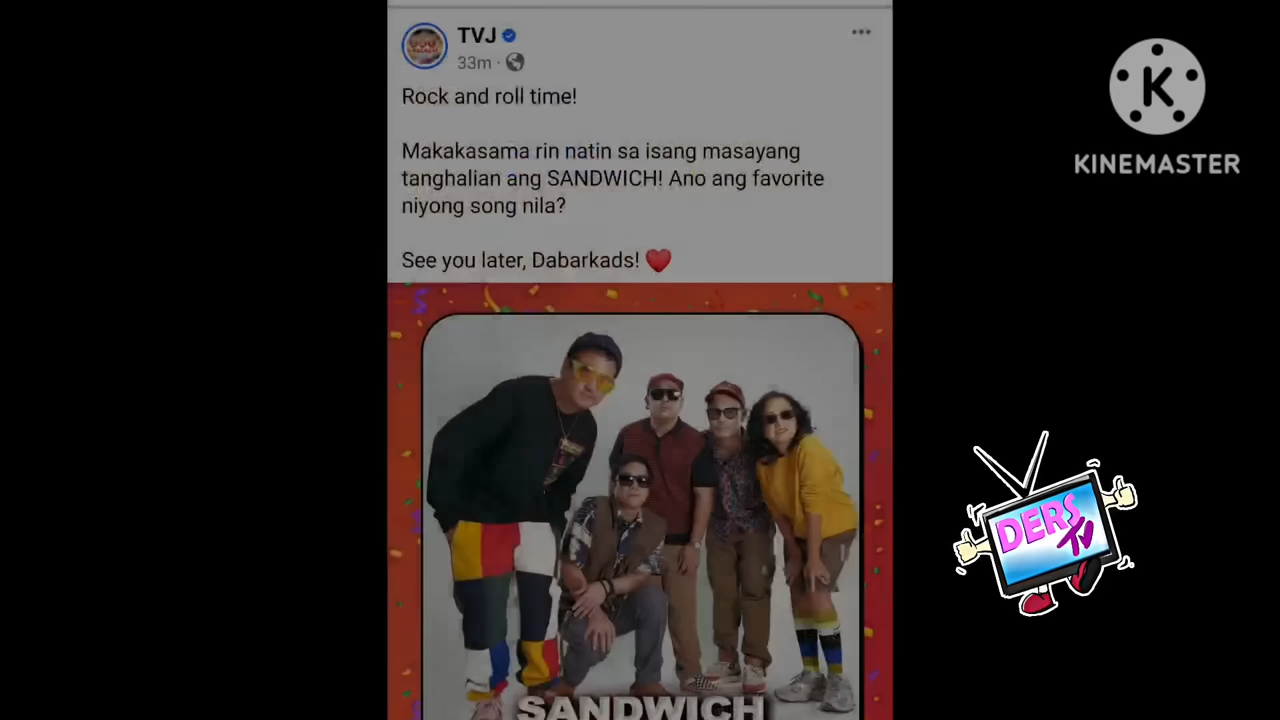 TVJ
33m ·
Rock and roll time!
Makakasama rin natin sa isang masayang
tanghalian ang SANDWICH! Ano ang favorite
niyong song nila?
See you later, Dabarkads! ❤️
SANDWICH
K
KINEMASTER
DERS
TV